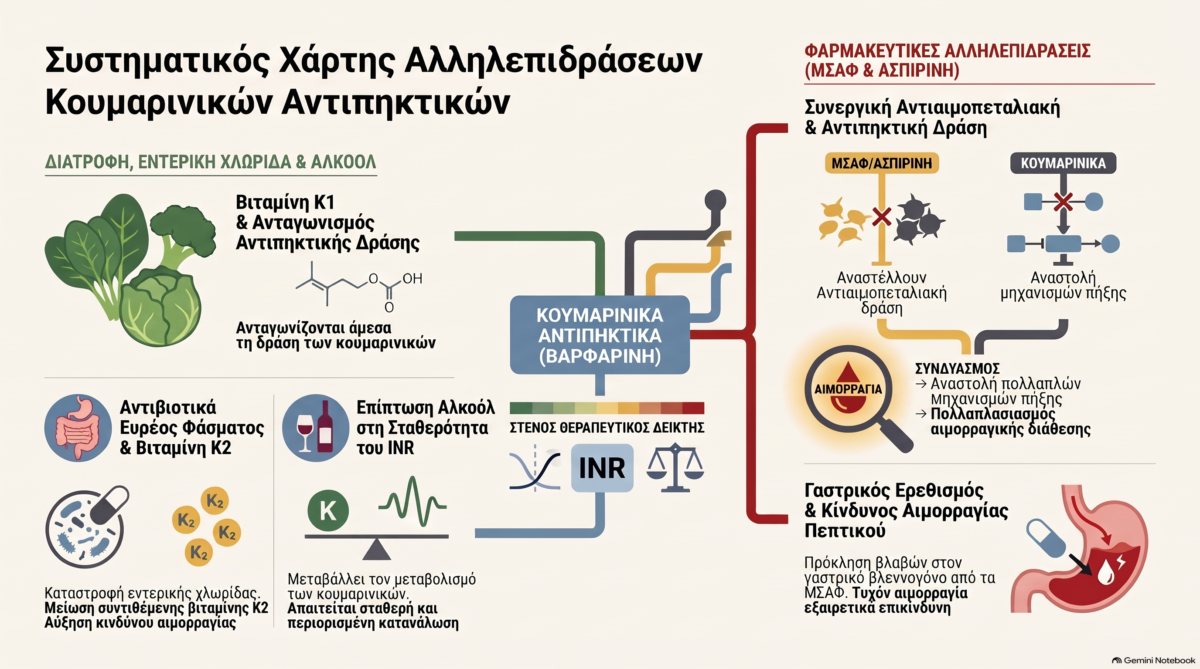 Συστηματικός Χάρτης Αλληλεπιδράσεων
Κουμαρινικών Αντιπηκτικών
ΔΙΑΤΡΟΦΗ, ΕΝΤΕΡΙΚΗ ΧΛΩΡΙΔΑ & ΑΛΚΟΟΛ
Βιταμίνη Κ1
& Ανταγωνισμός
Αντιπηκτικής Δράσης
O
OH
O
Ανταγωνίζονται άμεσα
τη δράση των κουμαρινικών
Αντιβιοτικά
Ευρέος Φάσματος
& Βιταμίνη Κ2
K₂
K₂
K₂
K₂
Καταστροφή εντερικής χλωρίδας.
Μείωση συντιθέμενης βιταμίνης Κ2
Αύξηση κινδύνου αιμορραγίας
Επίπτωση Αλκοόλ
στη Σταθερότητα
του INR
K
Μεταβάλλει τον μεταβολισμό
των κουμαρινικών.
Απαιτείται σταθερή και
περιορισμένη κατανάλωση
ΚΟΥΜΑΡΙΝΙΚΑ
ΑΝΤΙΠΗΚΤΙΚΑ
(ΒΑΡΦΑΡΙΝΗ)
ΣΤΕΝΟΣ ΘΕΡΑΠΕΥΤΙΚΟΣ ΔΕΙΚΤΗΣ
INR
ΦΑΡΜΑΚΕΥΤΙΚΕΣ ΑΛΛΗΛΕΠΙΔΡΑΣΕΙΣ
(ΜΣΑΦ & ΑΣΠΙΡΙΝΗ)
Συνεργική Αντιαιμοπεταλιακή
& Αντιπηκτική Δράση
ΜΣΑΦ/ΑΣΠΙΡΙΝΗ
ΚΟΥΜΑΡΙΝΙΚΑ
Αναστέλλουν
Αντιαιμοπεταλιακή
δράση
Αναστολή
μηχανισμών πήξης
ΑΙΜΟΡΡΑΓΙΑ
ΣΥΝΔΥΑΣΜΟΣ
→ Αναστολή πολλαπλών
Μηχανισμών πήξης
→ Πολλαπλασιασμός
αιμορραγικής διάθεσης
Γαστρικός Ερεθισμός
& Κίνδυνος Αιμορραγίας
Πεπτικού
Πρόκληση βλαβών στον
γαστρικό βλεννογόνο από τα
ΜΣΑΦ. Τυχόν αιμορραγία
εξαιρετικά επικίνδυνη
Gemini Notebook